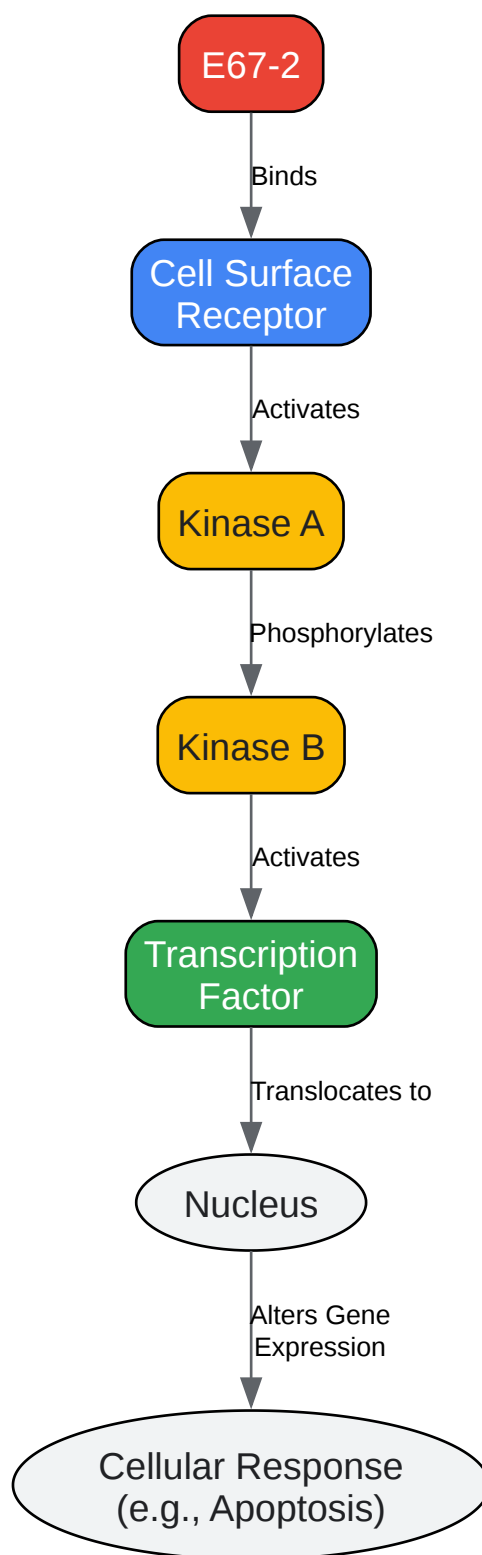 E67-2
Binds
Cell Surface
Receptor
Activates
Kinase A
Phosphorylates
Kinase B
Activates
Transcription
Factor
Translocates to
Nucleus
Alters Gene
Expression
Cellular Response
(e.g., Apoptosis)